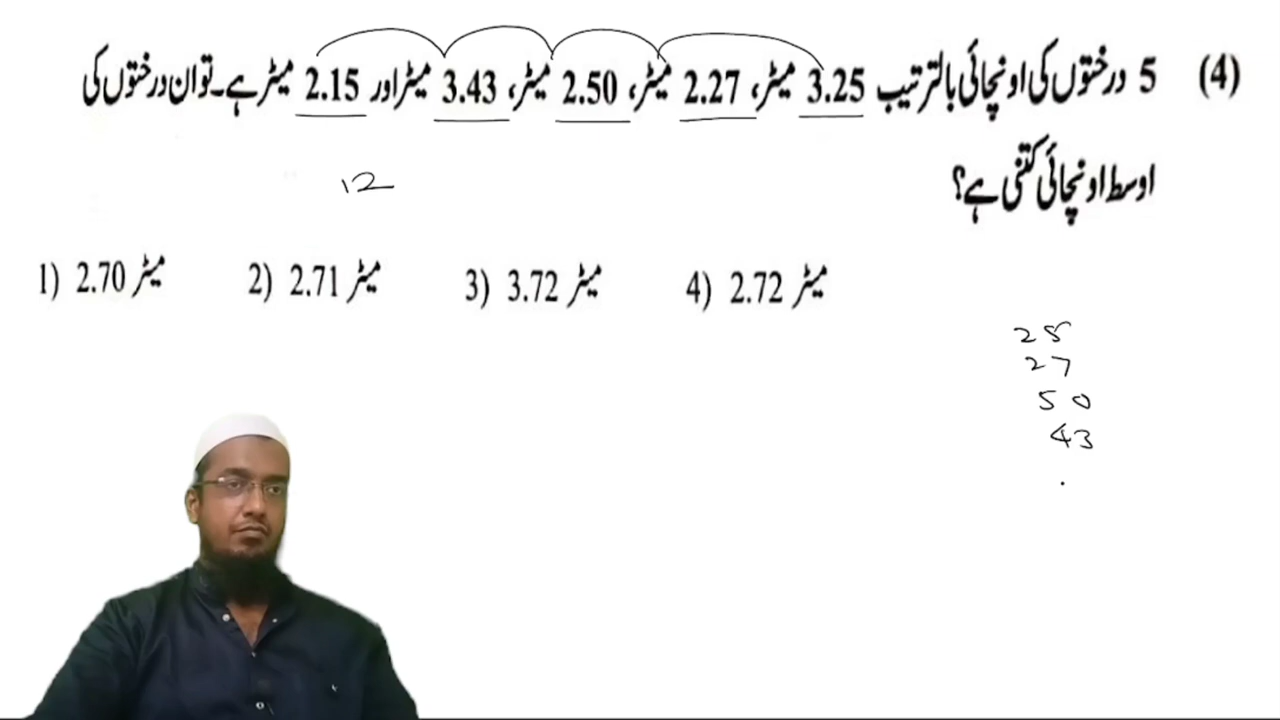 (4) 5 درختوں کی اونچائی بالترتیب 3.25 میٹر، 2.27 میٹر، 2.50 میٹر، 3.43 میٹر اور 2.15 میٹر ہے۔ تو ان درختوں کی
اوسط اونچائی کتنی ہے؟
12
1) 2.70 میٹر 2) 2.71 میٹر 3) 3.72 میٹر 4) 2.72 میٹر
25
27
50
43